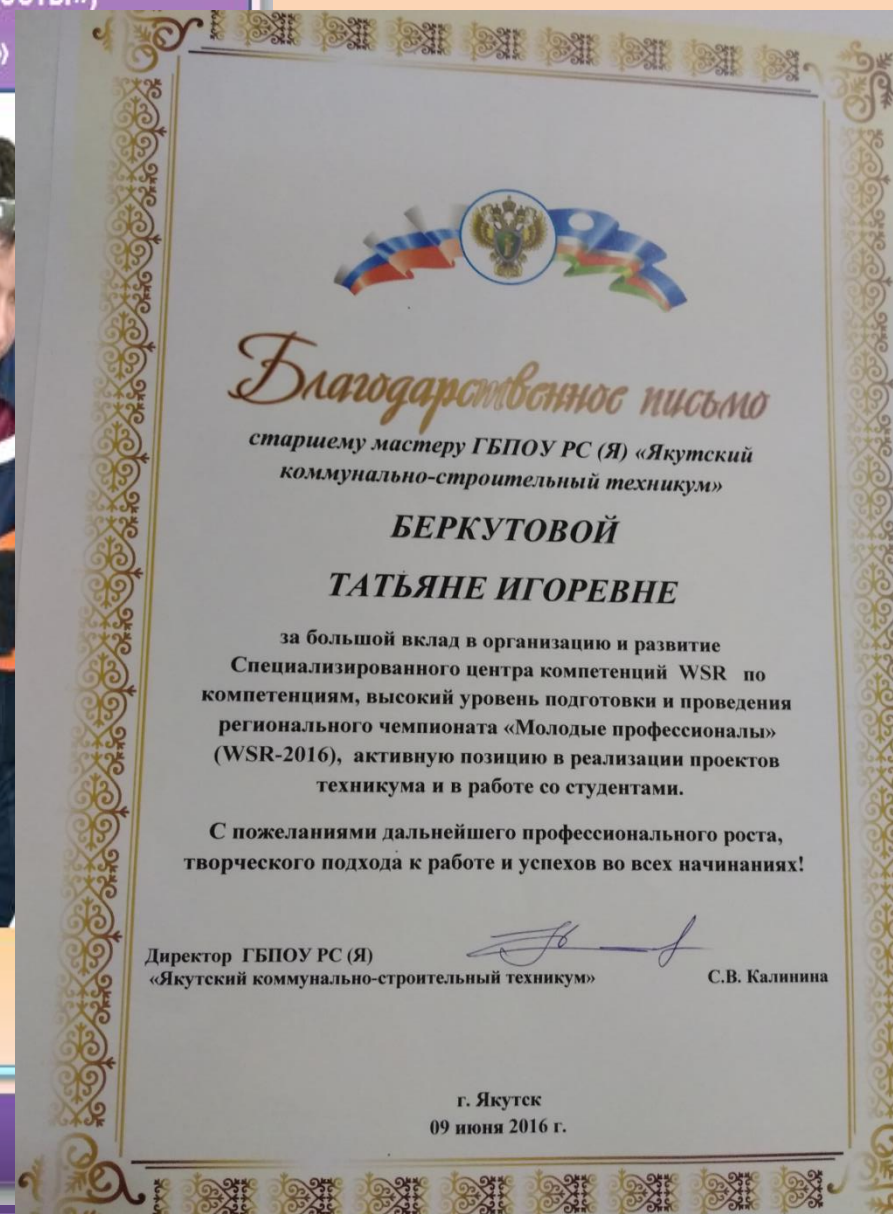 »
Благодарственное письмо
старшему мастеру ГБПОУ РС (Я) «Якутский
коммунально-строительный техникум»
БЕРКУТОВОЙ
ТАТЬЯНЕ ИГОРЕВНЕ
за большой вклад в организацию и развитие
Специализированного центра компетенций WSR по
компетенциям, высокий уровень подготовки и проведения
регионального чемпионата «Молодые профессионалы»
(WSR-2016), активную позицию в реализации проектов
техникума и в работе со студентами.
С пожеланиями дальнейшего профессионального роста,
творческого подхода к работе и успехов во всех начинаниях!
Директор ГБПОУ РС (Я)
«Якутский коммунально-строительный техникум» С.В. Калинина
г. Якутск
09 июня 2016 г.